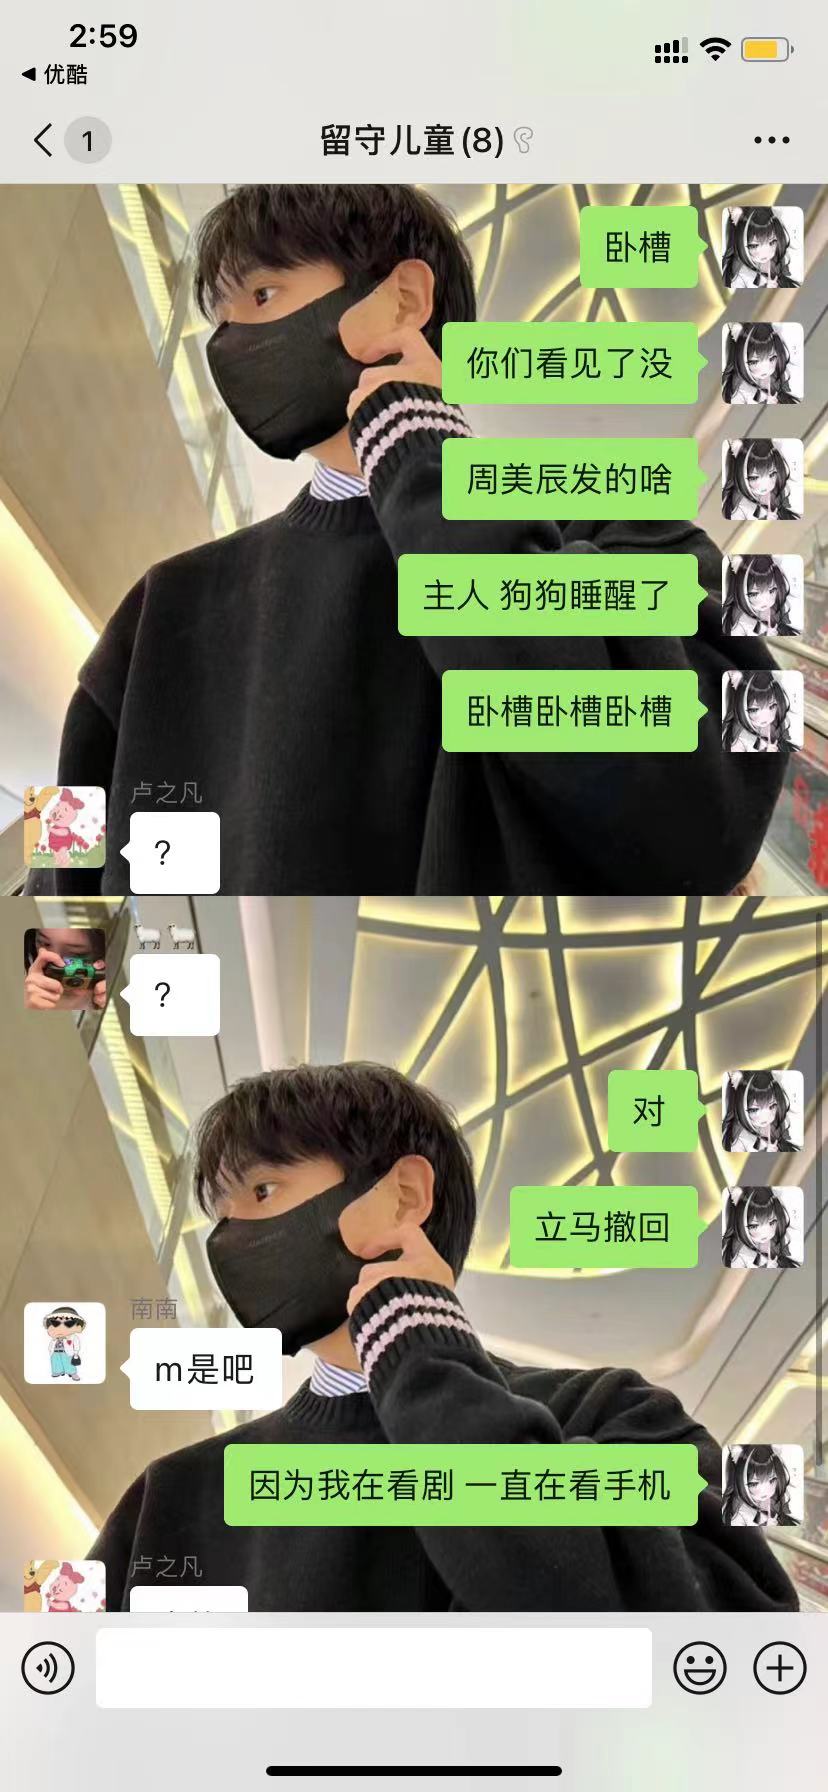 2:59
优酷
1
留守儿童(8)
卧槽
你们看见了没
周美辰发的啥
主人 狗狗睡醒了
卧槽卧槽卧槽
卢之凡
?
?
对
立马撤回
南南
m是吧
因为我在看剧 一直在看手机
卢之凡